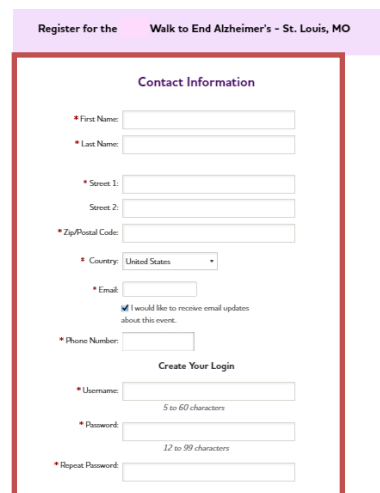 Register for the Walk to End Alzheimer's - St. Louis, MO
Contact Information
* First Name:
* Last Name:
* Street 1:
Street 2:
* Zip/Postal Code:
* Country: United States
* Email:
I would like to receive email updates
about this event.
* Phone Number:
Create Your Login
* Username:
5 to 60 characters
* Password:
12 to 99 characters
* Repeat Password: